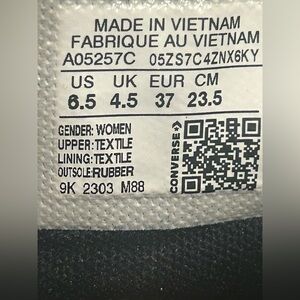 MADE IN VIETNAM
FABRIQUE AU VIETNAM
A05257C 05ZS7C4ZNX6KY
US UK EUR CM
6.5 4.5 37 23.5
GENDER: WOMEN
UPPER: TEXTILE
LINING: TEXTILE
OUTSOLE: RUBBER
9K 2303 M88
CONVERSE